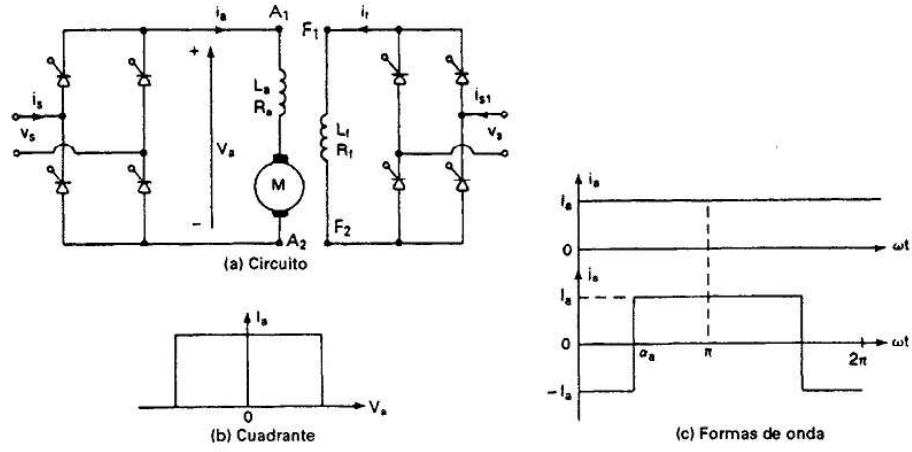 i_a A_1 F_1 i_f
+
L_a
R_a
i_s
v_s
V_a
L_f
R_f
i_s1
v_s
M
–
A_2
F_2
(a) Circuito
I_a
0
V_a
(b) Cuadrante
i_a
I_a
0
ωt
i_s
I_a
0
α_a
π
2π
ωt
–I_a
(c) Formas de onda